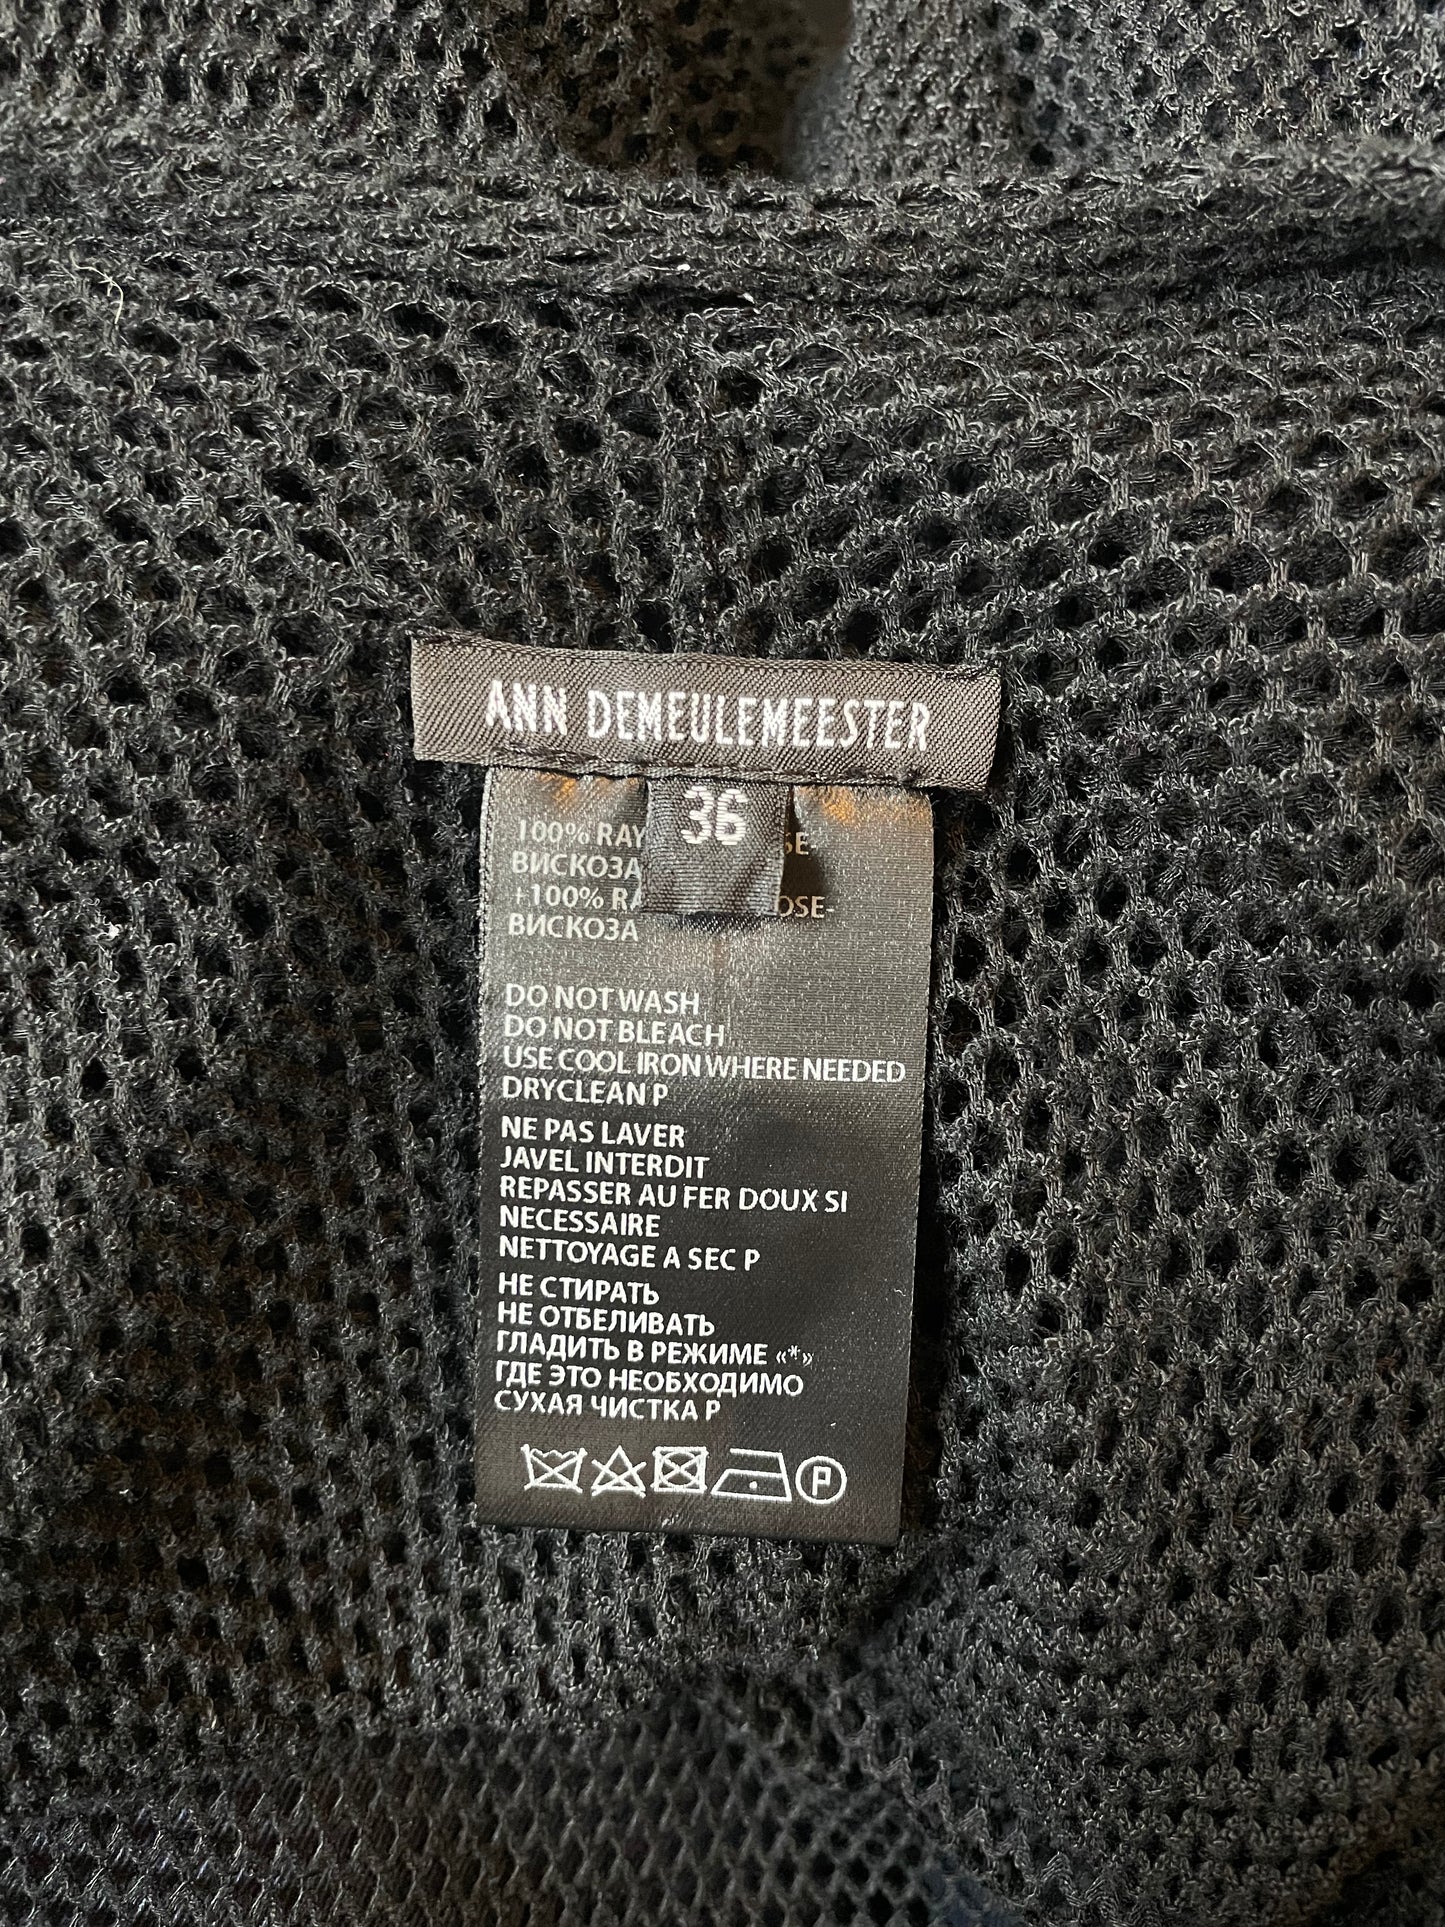 ANN DEMEULEMEESTER
36
100%
ВИСКОЗА
+100%
ВИСКОЗА
DO NOT WASH
DO NOT BLEACH
USE COOL IRON WHERE NEEDED
DRYCLEAN P
NE PAS LAVER
JAVEL INTERDIT
REPASSER AU FER DOUX SI
NECESSAIRE
NETTOYAGE A SEC P
НЕ СТИРАТЬ
НЕ ОТБЕЛИВАТЬ
ГЛАДИТЬ В РЕЖИМЕ «*»
ГДЕ ЭТО НЕОБХОДИМО
СУХАЯ ЧИСТКА P
P